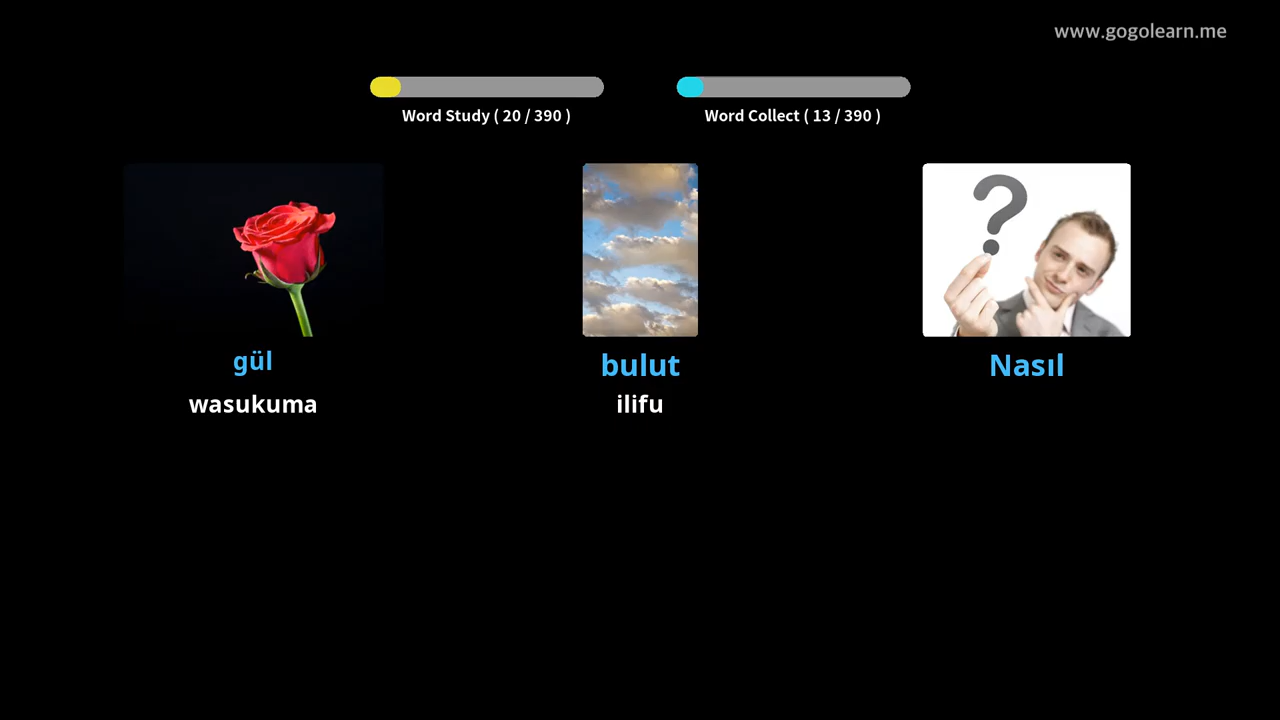 www.gogolearn.me
Word Study ( 20 / 390 )
Word Collect ( 13 / 390 )
gül
wasukuma
bulut
ilifu
Nasıl